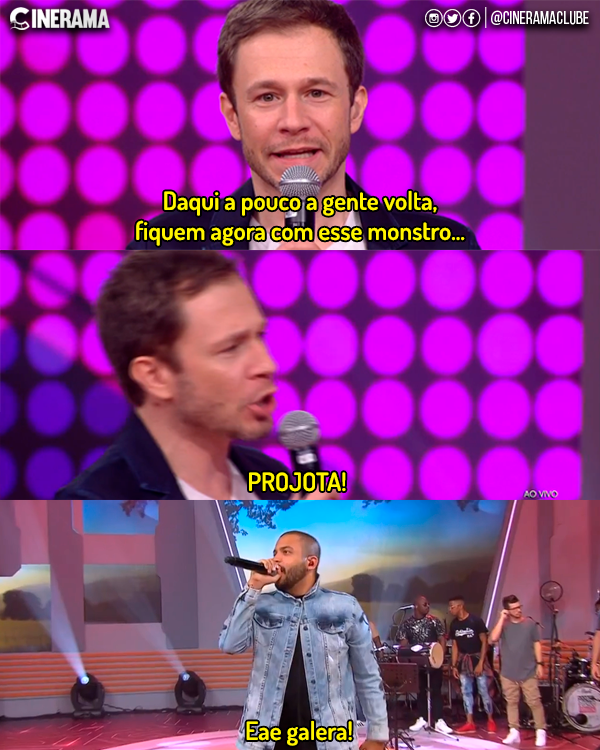 CINERAMA
@CINERAMACLUBE
Daqui a pouco a gente volta,
fiquem agora com esse monstro...
PROJOTA!
AO VIVO
Eae galera!